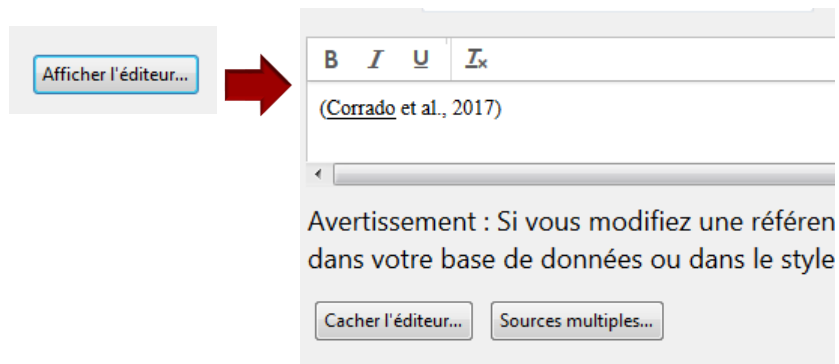 Afficher l'éditeur...
B I U Tx
(Corrado et al., 2017)
Avertissement : Si vous modifiez une référen
dans votre base de données ou dans le style
Cacher l'éditeur... Sources multiples...